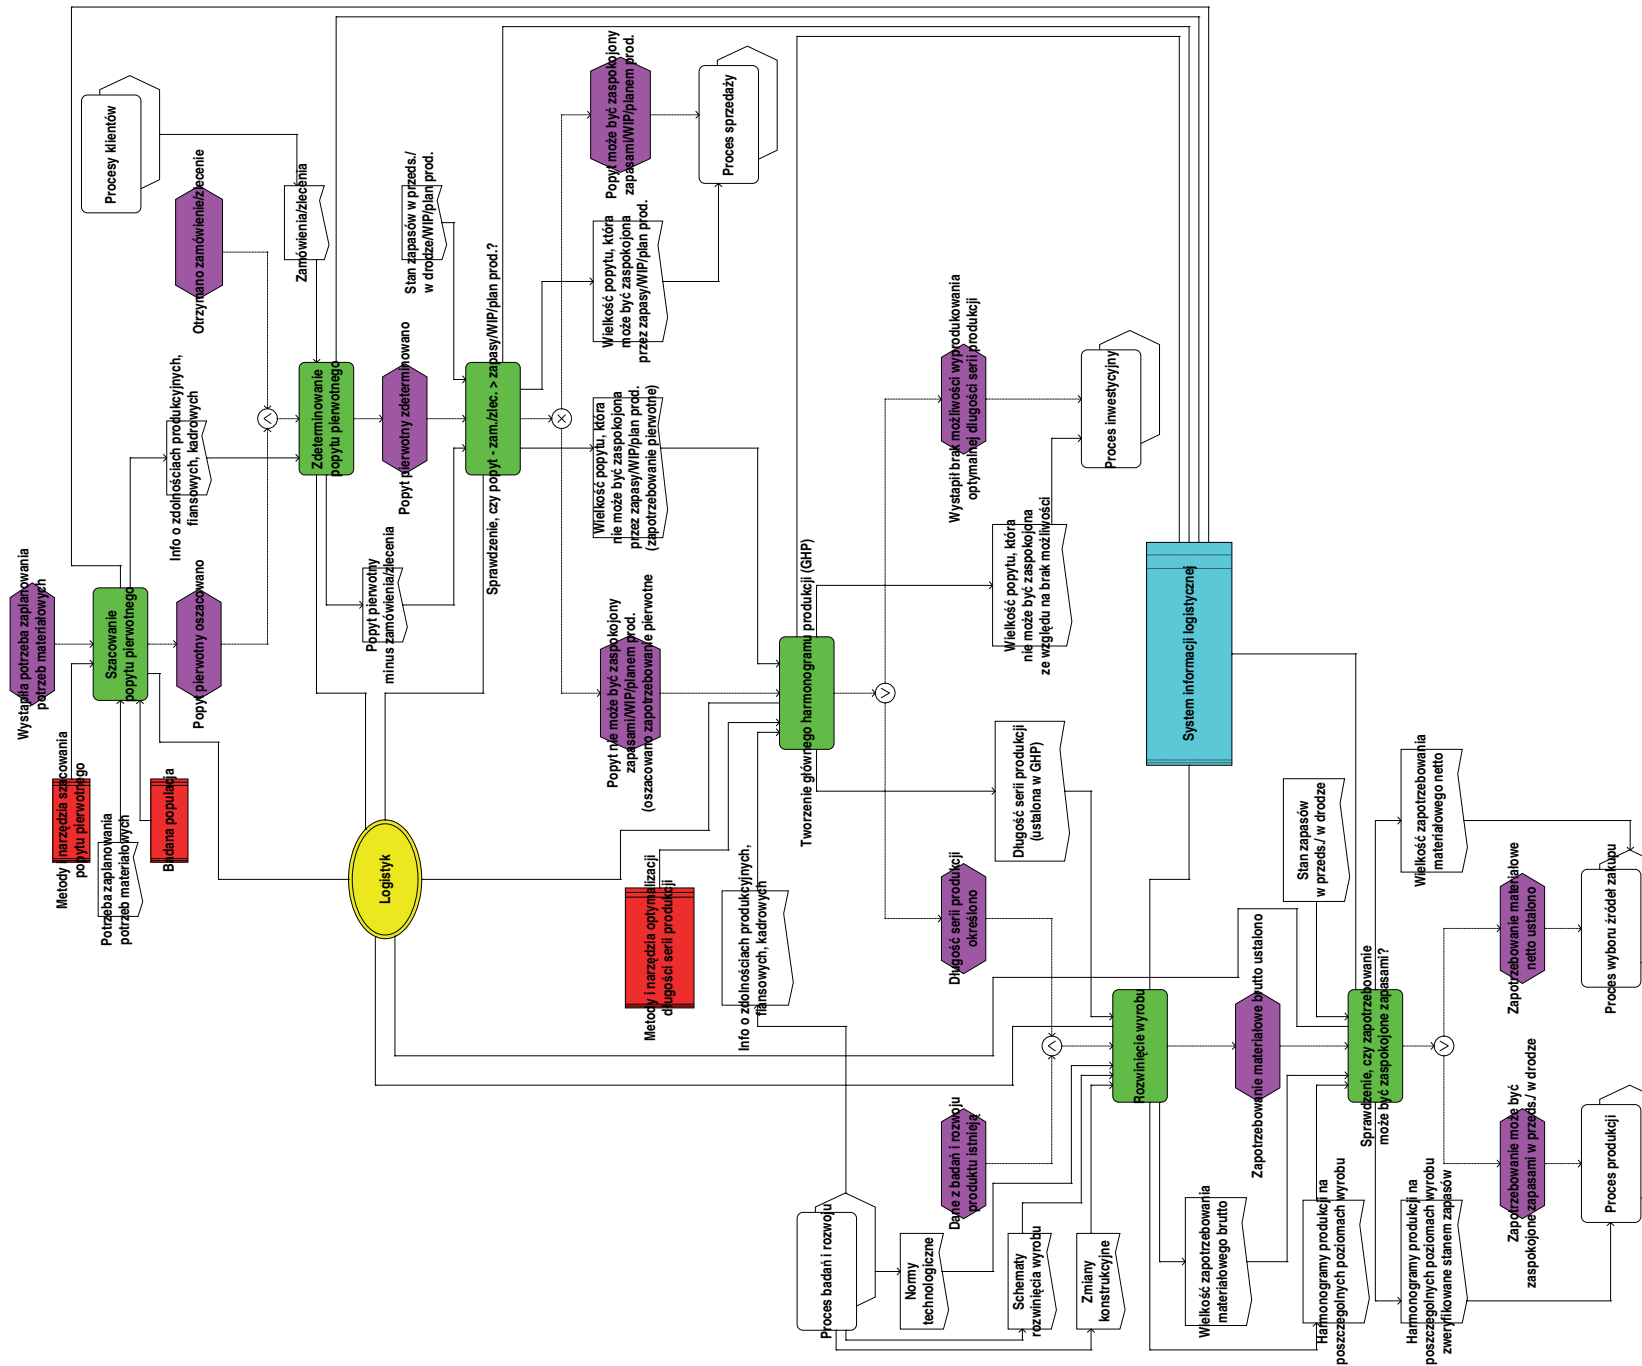 Wystąpiła potrzeba zaplanowania
potrzeb materiałowych
Metody i narzędzia szacowania
popytu pierwotnego
Potrzeba zaplanowania
potrzeb materiałowych
Badana populacja
Szacowanie
popytu pierwotnego
Popyt pierwotny oszacowano
Info o zdolnościach produkcyjnych,
fiansowych, kadrowych
Otrzymano zamówienie/zlecenie
Procesy klientów
Zamówienia/zlecenia
Zdeterminowanie
popytu pierwotnego
Popyt pierwotny
minus zamówienia/zlecenia
Popyt pierwotny zdeterminowano
Stan zapasów w przeds./
w drodze/WIP/plan prod.
Logistyk
Sprawdzenie, czy popyt - zam./zlec. > zapasy/WIP/plan prod.?
Popyt nie może być zaspokojony
zapasami/WIP/planem prod.
(oszacowano zapotrzebowanie pierwotne
Wielkość popytu, która
nie może być zaspokojona
przez zapasy/WIP/plan prod.
(zapotrzebowanie pierwotne)
Wielkość popytu, która
może być zaspokojona
przez zapasy/WIP/plan prod.
Popyt może być zaspokojony
zapasami/WIP/planem prod.
Proces sprzedaży
Metody i narzędzia optymalizacji
długości serii produkcji
Info o zdolnościach produkcyjnych,
fiansowych, kadrowych
Tworzenie głównego harmonogramu produkcji (GHP)
Proces badań i rozwoju
Normy
technologiczne
Dane z badań i rozwoju
produktu istnieją
Długość serii produkcji
określono
Długość serii produkcji
(ustalona w GHP)
Wielkość popytu, która
nie może być zaspokojona
ze względu na brak możliwości
Wystąpił brak możliwości wyprodukowania
optymalnej długości serii produkcji
Proces inwestycyjny
Schematy
rozwinięcia wyrobu
Zmiany
konstrukcyjne
Rozwinięcie wyrobu
System informacji logistycznej
Wielkość zapotrzebowania
materiałowego brutto
Zapotrzebowanie materiałowe brutto ustalono
Stan zapasów
w przeds./ w drodze
Harmonogramy produkcji na
poszczególnych poziomach wyrobu
Sprawdzenie, czy zapotrzebowanie
może być zaspokojone zapasami?
Harmonogramy produkcji na
poszczegolnych poziomach wyrobu
zweryfikowane stanem zapasów
Wielkość zapotrzebowania
materiałowego netto
Zapotrzebowanie może być
zaspokojone zapasami w przeds./ w drodze
Zapotrzebowanie materiałowe
netto ustalono
Proces produkcji
Proces wyboru źródeł zakupu